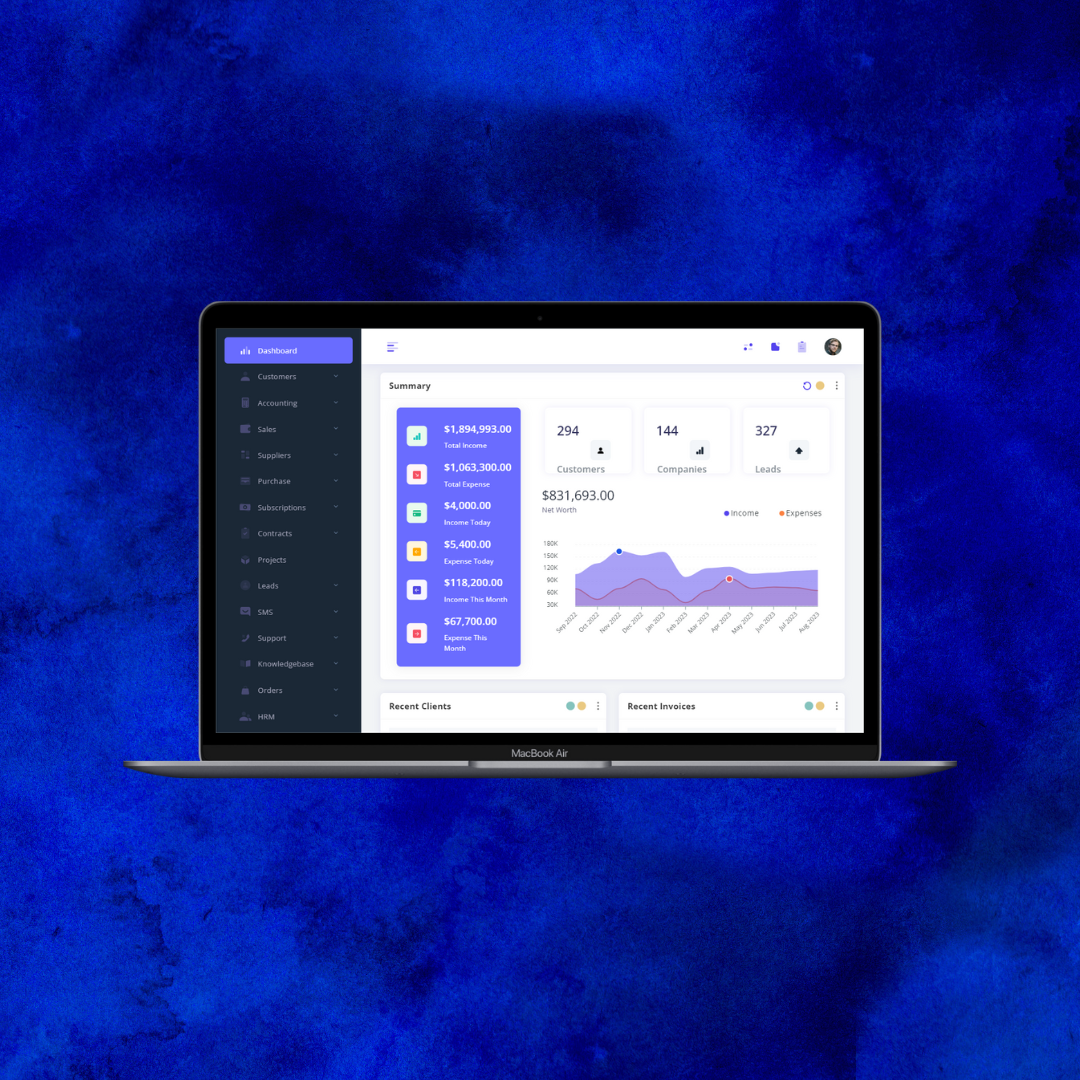 Dashboard
Customers
Accounting
Sales
Suppliers
Purchase
Subscriptions
Contracts
Projects
Leads
SMS
Support
Knowledgebase
Orders
HRM
Summary
$1,894,993.00
Total Income
$1,063,300.00
Total Expense
$4,000.00
Income Today
$5,400.00
Expense Today
$118,200.00
Income This Month
$67,700.00
Expense This
Month
294
Customers
144
Companies
327
Leads
$831,693.00
Net Worth
Income
Expenses
180K
150K
120K
90K
60K
30K
Sep 2022
Oct 2022
Nov 2022
Dec 2022
Jan 2023
Feb 2023
Mar 2023
Apr 2023
May 2023
Jun 2023
Jul 2023
Aug 2023
Recent Clients
Recent Invoices
MacBook Air